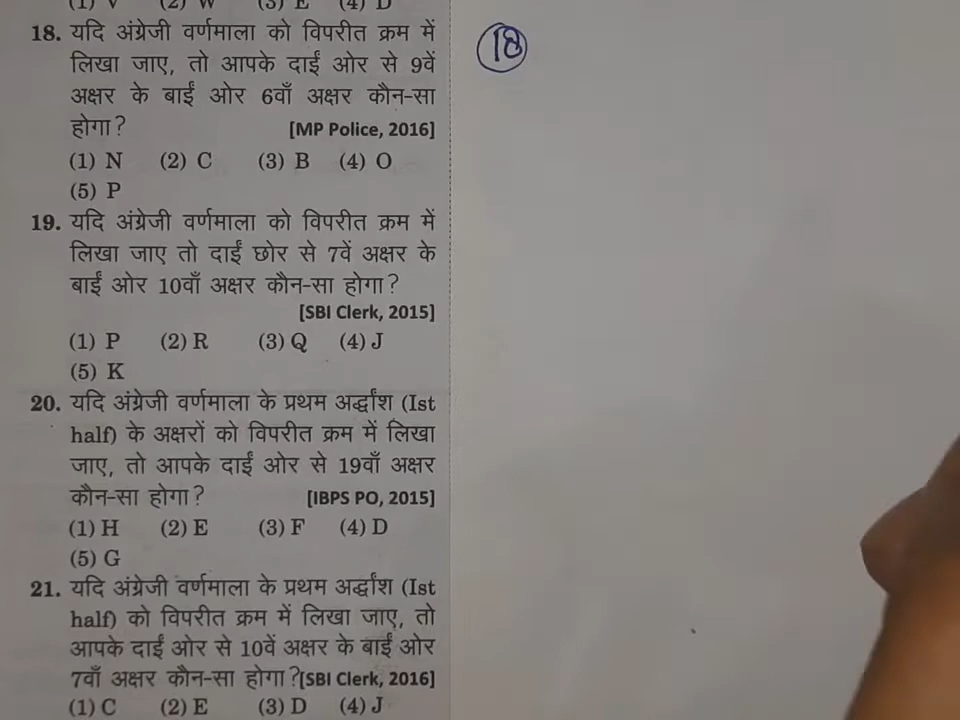 (1) V (2) W (3) E (4) D
18. यदि अंग्रेजी वर्णमाला को विपरीत क्रम में
लिखा जाए, तो आपके दाईं ओर से 9वें
अक्षर के बाईं ओर 6वाँ अक्षर कौन-सा
होगा? [MP Police, 2016]
(1) N (2) C (3) B (4) O
(5) P
19. यदि अंग्रेजी वर्णमाला को विपरीत क्रम में
लिखा जाए तो दाईं छोर से 7वें अक्षर के
बाईं ओर 10वाँ अक्षर कौन-सा होगा?
[SBI Clerk, 2015]
(1) P (2) R (3) Q (4) J
(5) K
20. यदि अंग्रेजी वर्णमाला के प्रथम अर्द्धांश (Ist
half) के अक्षरों को विपरीत क्रम में लिखा
जाए, तो आपके दाईं ओर से 19वाँ अक्षर
कौन-सा होगा? [IBPS PO, 2015]
(1) H (2) E (3) F (4) D
(5) G
21. यदि अंग्रेजी वर्णमाला के प्रथम अर्द्धांश (Ist
half) को विपरीत क्रम में लिखा जाए, तो
आपके दाईं ओर से 10वें अक्षर के बाईं ओर
7वाँ अक्षर कौन-सा होगा? [SBI Clerk, 2016]
(1) C (2) E (3) D (4) J
18